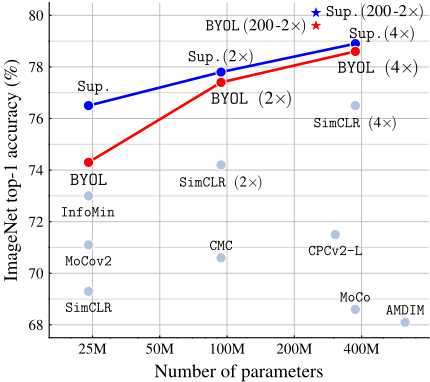 80
78
76
74
72
70
68
ImageNet top-1 accuracy (%)
Sup.(200-2×)
BYOL(200-2×)
Sup.(4×)
Sup.(2×)
BYOL (4×)
Sup.
BYOL (2×)
SimCLR (4×)
BYOL
SimCLR (2×)
InfoMin
CMC
CPCv2-L
MoCov2
SimCLR
MoCo
AMDIM
25M 50M 100M 200M 400M
Number of parameters